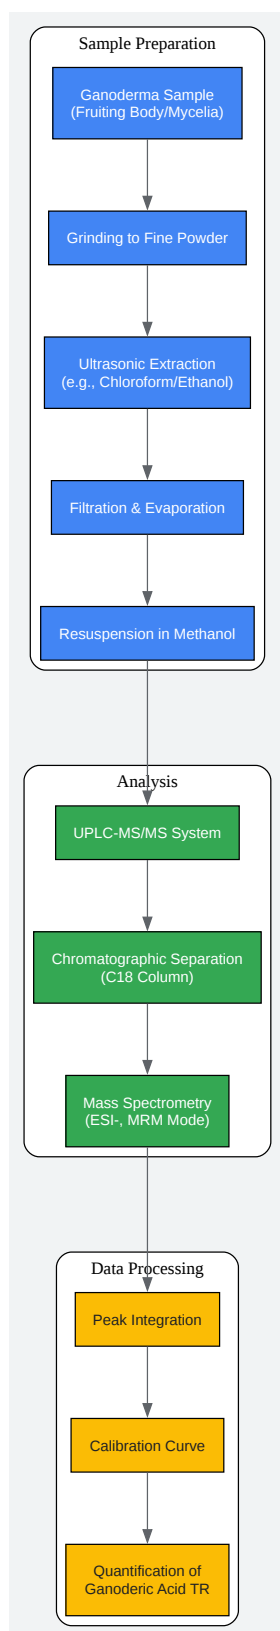 Sample Preparation
Ganoderma Sample
(Fruiting Body/Mycelia)
Grinding to Fine Powder
Ultrasonic Extraction
(e.g., Chloroform/Ethanol)
Filtration & Evaporation
Resuspension in Methanol
Analysis
UPLC-MS/MS System
Chromatographic Separation
(C18 Column)
Mass Spectrometry
(ESI-, MRM Mode)
Data Processing
Peak Integration
Calibration Curve
Quantification of
Ganoderic Acid TR